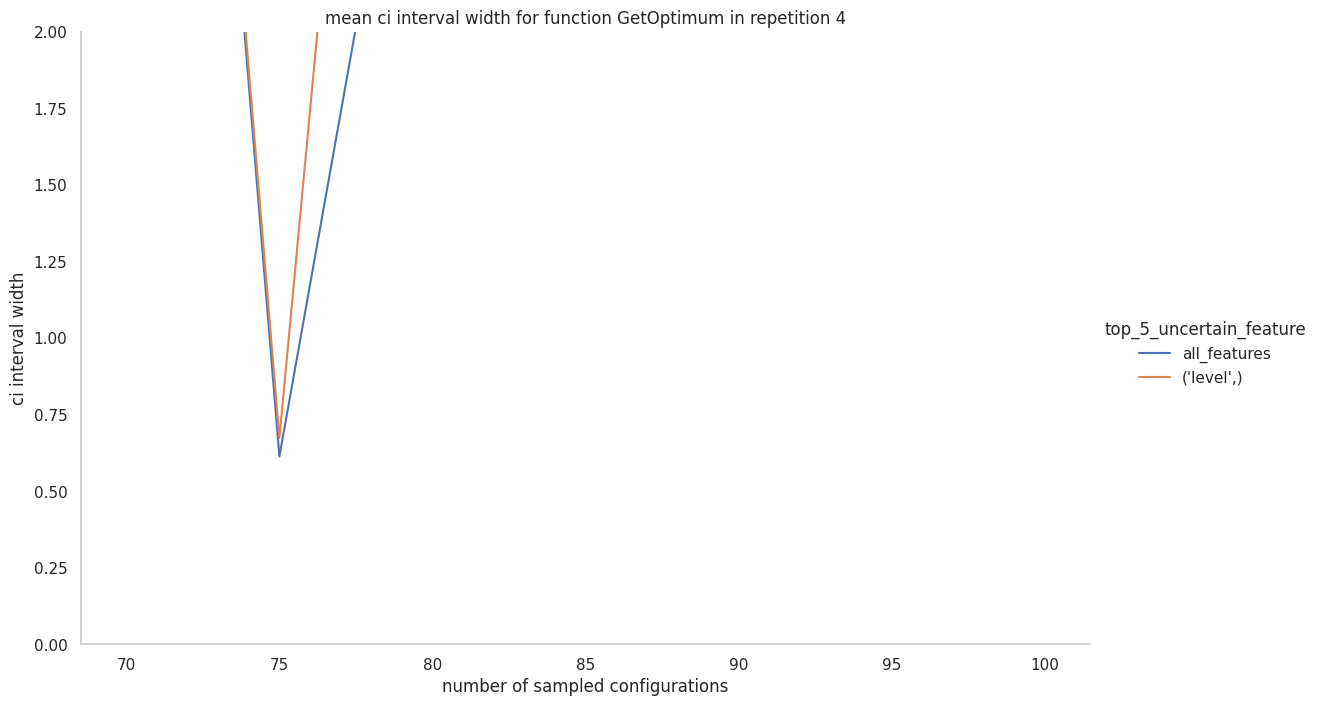 mean ci interval width for function GetOptimum in repetition 4
2.00
1.75
1.50
1.25
1.00
0.75
0.50
0.25
0.00
ci interval width
70 75 80 85 90 95 100
number of sampled configurations
top_5_uncertain_feature
all_features
('level',)